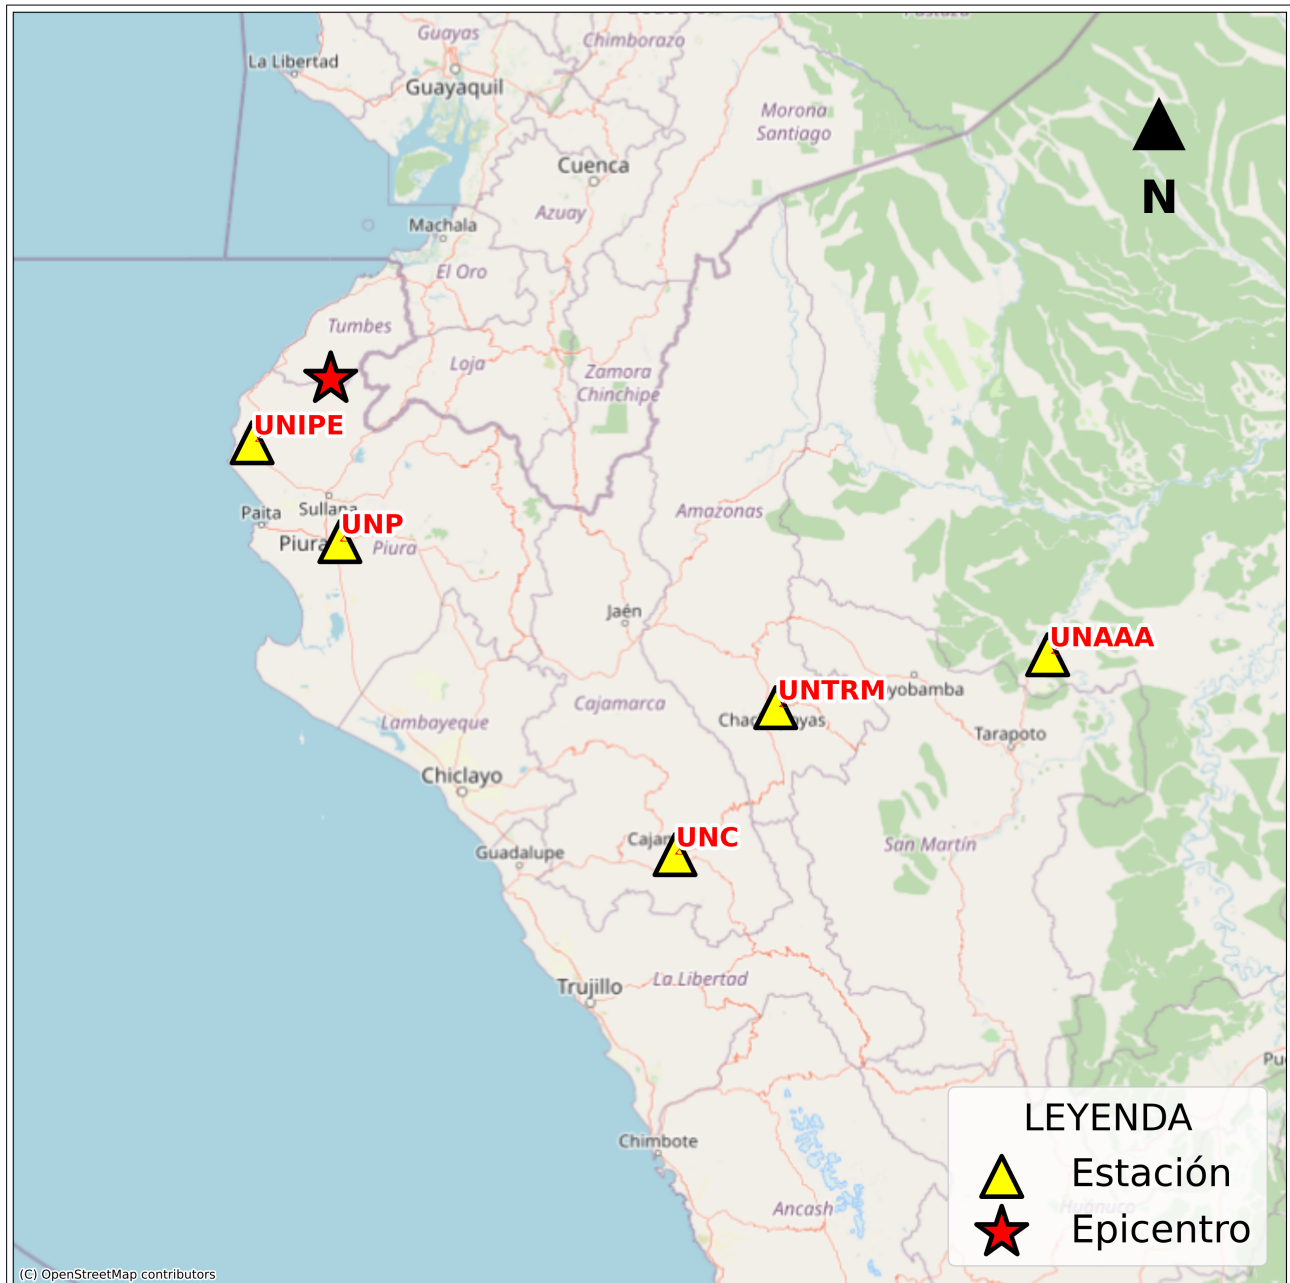 Guayas
Chimborazo
La Libertad
Guayaquil
Morona
Santiago
N
Cuenca
Azuay
Machala
El Oro
Tumbes
Loja
Zamora
Chinchipe
UNIPE
Paita
Sullana
Amazonas
UNP
Piura
Piura
Jaén
UNAAA
UNTRM
yobamba
Cajamarca
Lambayeque
Tarapoto
Chiclayo
UNC
Guadalupe
San Martín
La Libertad
Trujillo
LEYENDA
Chimbote
Estación
Ancash
Huánuco
Epicentro
(C) OpenStreetMap contributors